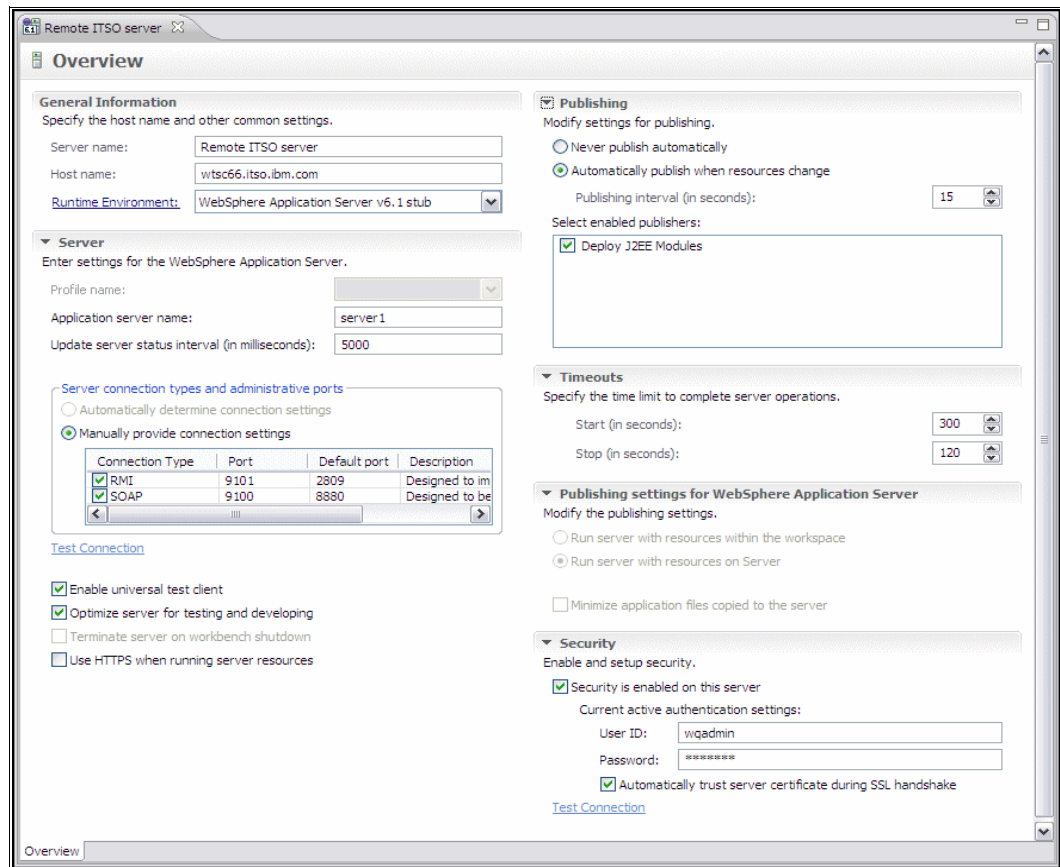 6.1 Remote ITSO server
Overview
General Information
Specify the host name and other common settings.
Server name: Remote ITSO server
Host name: wtsc66.itso.ibm.com
Runtime Environment: WebSphere Application Server v6.1 stub
Server
Enter settings for the WebSphere Application Server.
Profile name:
Application server name: server1
Update server status interval (in milliseconds): 5000
Server connection types and administrative ports
Automatically determine connection settings
Manually provide connection settings
Connection Type Port Default port Description
RMI 9101 2809 Designed to im
SOAP 9100 8880 Designed to be
Test Connection
Enable universal test client
Optimize server for testing and developing
Terminate server on workbench shutdown
Use HTTPS when running server resources
Publishing
Modify settings for publishing.
Never publish automatically
Automatically publish when resources change
Publishing interval (in seconds): 15
Select enabled publishers:
Deploy J2EE Modules
Timeouts
Specify the time limit to complete server operations.
Start (in seconds): 300
Stop (in seconds): 120
Publishing settings for WebSphere Application Server
Modify the publishing settings.
Run server with resources within the workspace
Run server with resources on Server
Minimize application files copied to the server
Security
Enable and setup security.
Security is enabled on this server
Current active authentication settings:
User ID: wqadmin
Password: *******
Automatically trust server certificate during SSL handshake
Test Connection
Overview